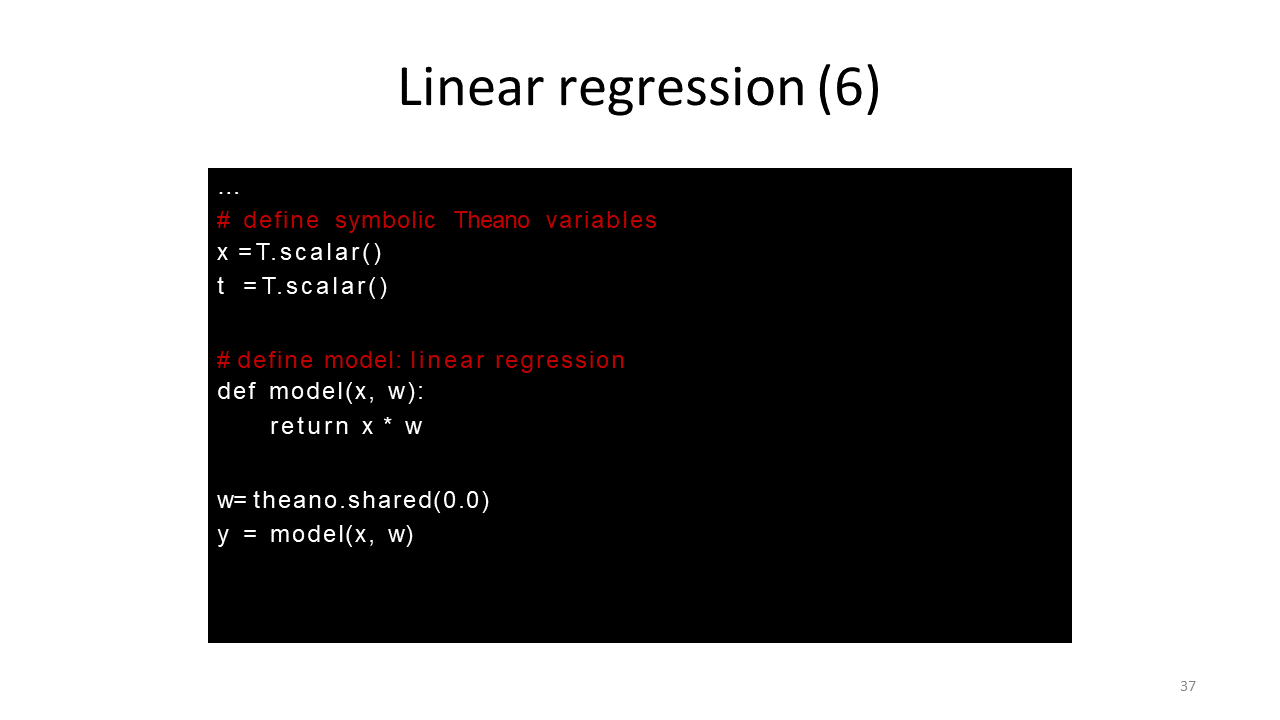 Linear regression (6)
...
# define symbolic Theano variables
x =T.scalar()
t =T.scalar()
# define model: linear regression
def model(x, w):
return x * w
w= theano.shared(0.0)
y = model(x, w)
37